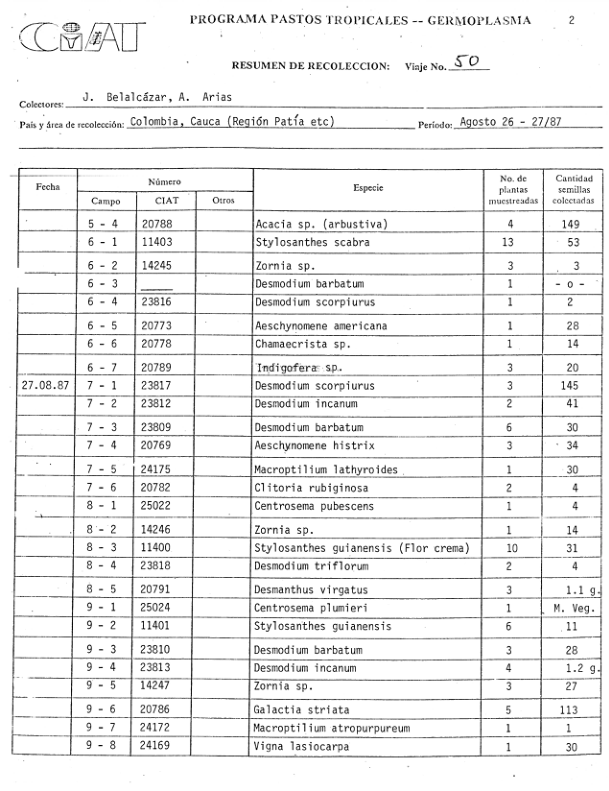 CIAT PROGRAMA PASTOS TROPICALES -- GERMOPLASMA 2
RESUMEN DE RECOLECCION: Viaje No. 50
Colectores: J. Belalcázar, A. Arias
País y área de recolección: Colombia, Cauca (Región Patía etc) Período: Agosto 26 - 27/87
Fecha Número Especie No. de plantas muestreadas Cantidad semillas colectadas
Campo CIAT Otros
5 - 4 20788 Acacia sp. (arbustiva) 4 149
6 - 1 11403 Stylosanthes scabra 13 53
6 - 2 14245 Zornia sp. 3 3
6 - 3 ____ Desmodium barbatum 1 - o -
6 - 4 23816 Desmodium scorpiurus 1 2
6 - 5 20773 Aeschynomene americana 1 28
6 - 6 20778 Chamaecrista sp. 1 14
6 - 7 20789 Indigofera sp. 3 20
27.08.87 7 - 1 23817 Desmodium scorpiurus 3 145
7 - 2 23812 Desmodium incanum 2 41
7 - 3 23809 Desmodium barbatum 6 30
7 - 4 20769 Aeschynomene histrix 3 34
7 - 5 24175 Macroptilium lathyroides 1 30
7 - 6 20782 Clitoria rubiginosa 2 4
8 - 1 25022 Centrosema pubescens 1 4
8 - 2 14246 Zornia sp. 1 14
8 - 3 11400 Stylosanthes guianensis (Flor crema) 10 31
8 - 4 23818 Desmodium triflorum 2 4
8 - 5 20791 Desmanthus virgatus 3 1.1 g.
9 - 1 25024 Centrosema plumieri 1 M. Veg.
9 - 2 11401 Stylosanthes guianensis 6 11
9 - 3 23810 Desmodium barbatum 3 28
9 - 4 23813 Desmodium incanum 4 1.2 g.
9 - 5 14247 Zornia sp. 3 27
9 - 6 20786 Galactia striata 5 113
9 - 7 24172 Macroptilium atropurpureum 1 1
9 - 8 24169 Vigna lasiocarpa 1 30